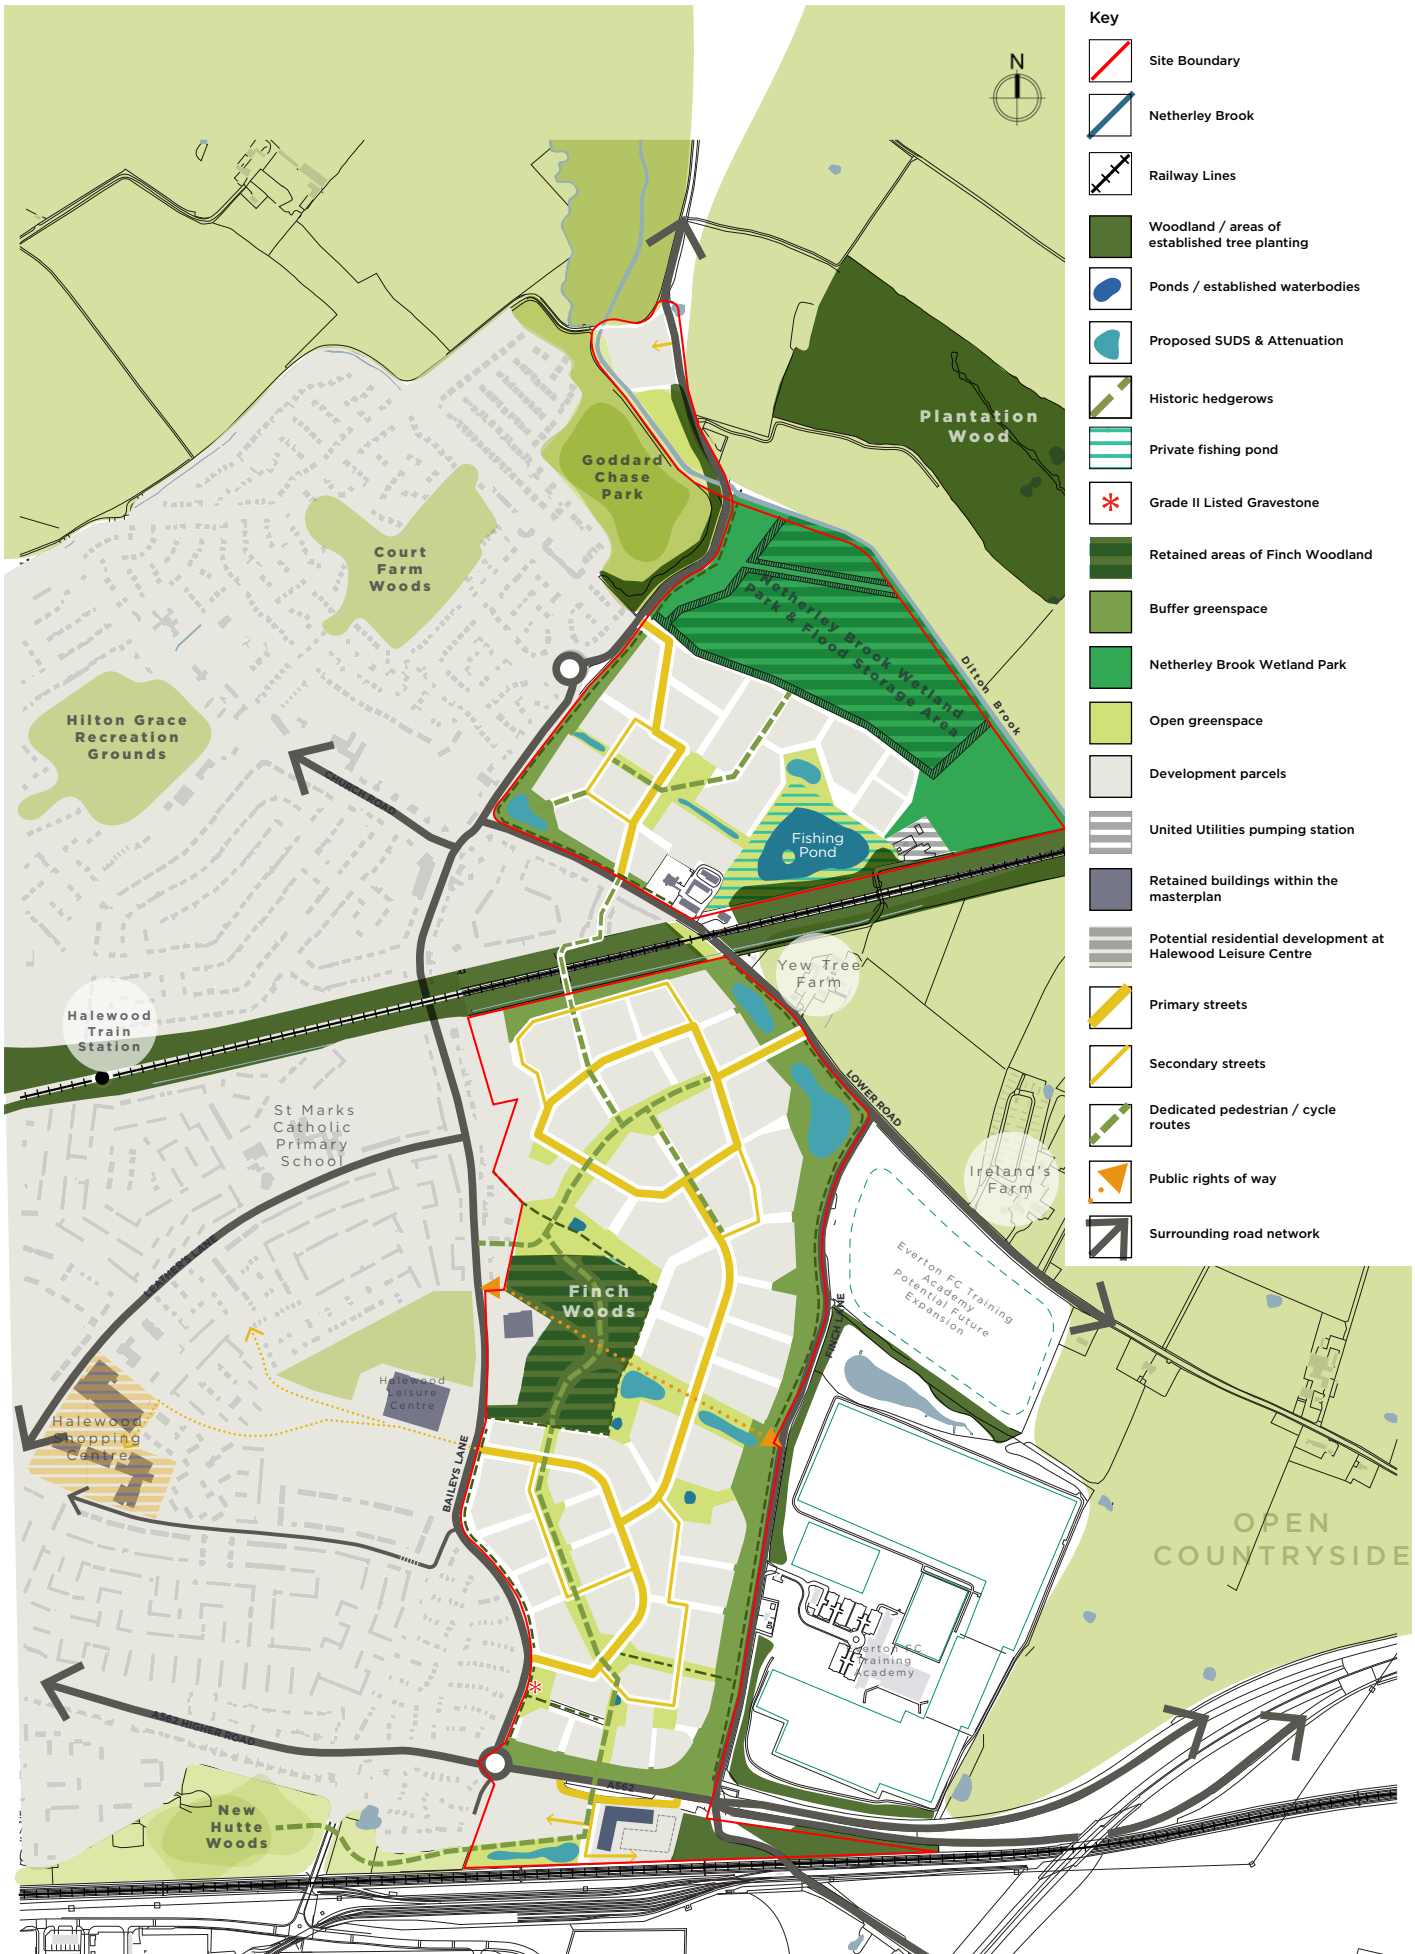 Key
Site Boundary
Netherley Brook
Railway Lines
Woodland / areas of
established tree planting
Ponds / established waterbodies
Proposed SUDS & Attenuation
Historic hedgerows
Private fishing pond
Grade II Listed Gravestone
Retained areas of Finch Woodland
Buffer greenspace
Netherley Brook Wetland Park
Open greenspace
Development parcels
United Utilities pumping station
Retained buildings within the
masterplan
Potential residential development at
Halewood Leisure Centre
Primary streets
Secondary streets
Dedicated pedestrian / cycle
routes
Public rights of way
Surrounding road network
N
Plantation
Wood
Goddard
Chase
Park
Court
Farm
Woods
Netherley Brook Wetland
Park & Flood Storage Area
Ditton Brook
Hilton Grace
Recreation
Grounds
CHURCH ROAD
Fishing
Pond
Yew Tree
Farm
Halewood
Train
Station
St Marks
Catholic
Primary
School
LOWER ROAD
Ireland's
Farm
LEATHER'S LANE
Everton FC Training
Academy
Potential Future
Expansion
Finch
Woods
FINCH LANE
Halewood
Leisure
Centre
Halewood
Shopping
Centre
BAILEYS LANE
OPEN
COUNTRYSIDE
Everton FC
Training
Academy
A562 HIGHER ROAD
A562
New
Hutte
Woods